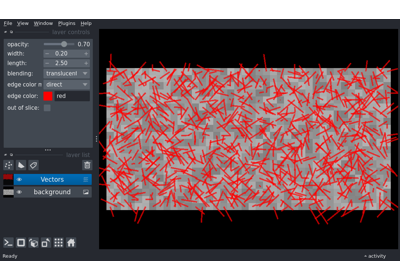 File View Window Plugins Help
layer controls
opacity: 0.70
width: 0.20
length: 2.50
blending: translucent
edge color m direct
edge color: red
out of slice:
layer list
Vectors
background
Ready
activity